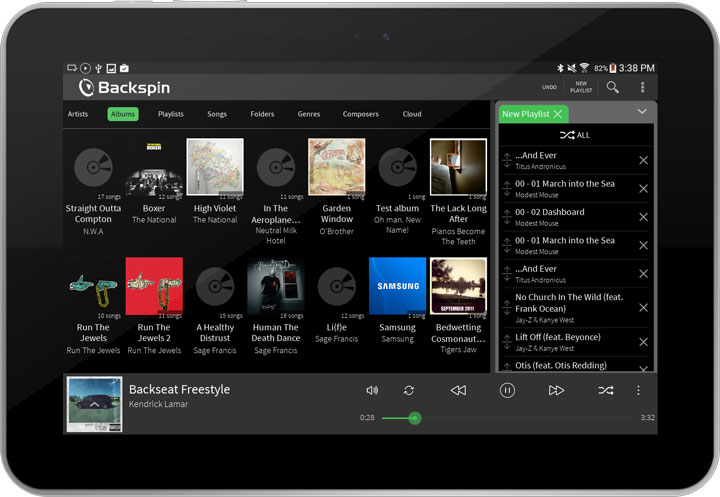 82% 3:38 PM
Backspin
UNDO
NEW
PLAYLIST
Artists
Albums
Playlists
Songs
Folders
Genres
Composers
Cloud
17 songs
Straight Outta
Compton
N.W.A
BOXER
12 songs
Boxer
The National
11 songs
High Violet
The National
11 songs
In The
Aeroplane...
Neutral Milk
Hotel
Garden
Window
O'Brother
1 songs
Test album
Oh man, New
Name!
The Lack Long
After
Pianos Become
The Teeth
10 songs
Run The
Jewels
Run The Jewels
11 songs
Run The
Jewels 2
Run The Jewels
15 songs
A Healthy
Distrust
Sage Francis
16 songs
Human The
Death Dance
Sage Francis
12 songs
Li(f)e
Sage Francis
SAMSUNG
Samsung
Samsung
SEPTEMBER 2011
Bedwetting
Cosmonaut...
Tigers Jaw
New Playlist
ALL
...And Ever
Titus Andronicus
00 - 01 March into the Sea
Modest Mouse
00 - 02 Dashboard
Modest Mouse
00 - 01 March into the Sea
Modest Mouse
...And Ever
Titus Andronicus
No Church In The Wild (feat.
Frank Ocean)
Jay-Z & Kanye West
Lift Off (feat. Beyonce)
Jay-Z & Kanye West
Otis (feat. Otis Redding)
Backseat Freestyle
Kendrick Lamar
0:28
3:32